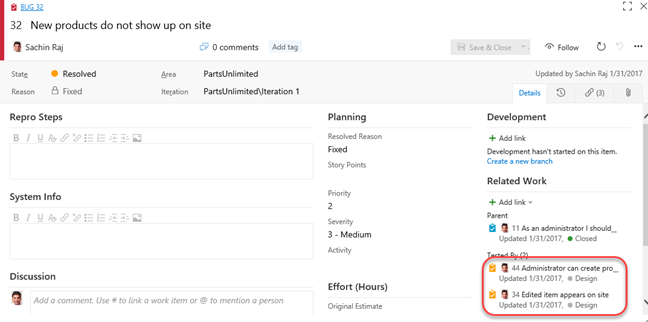 BUG 32
32 New products do not show up on site
Sachin Raj
0 comments
Add tag
Save & Close
Follow
State
Resolved
Area
PartsUnlimited
Updated by Sachin Raj 1/31/2017
Reason
Fixed
Iteration
PartsUnlimited\Iteration 1
Details
(3)
Repro Steps
B I U
System Info
B I U
Discussion
Add a comment. Use # to link a work item or @ to mention a person
Planning
Resolved Reason
Fixed
Story Points
Priority
2
Severity
3 - Medium
Activity
Effort (Hours)
Original Estimate
Development
+ Add link
Development hasn't started on this item.
Create a new branch
Related Work
+ Add link
Parent
11 As an administrator I should_
Updated 1/31/2017, Closed
Tested By (2)
44 Administrator can create pro_
Updated 1/31/2017, Design
34 Edited item appears on site
Updated 1/31/2017, Design